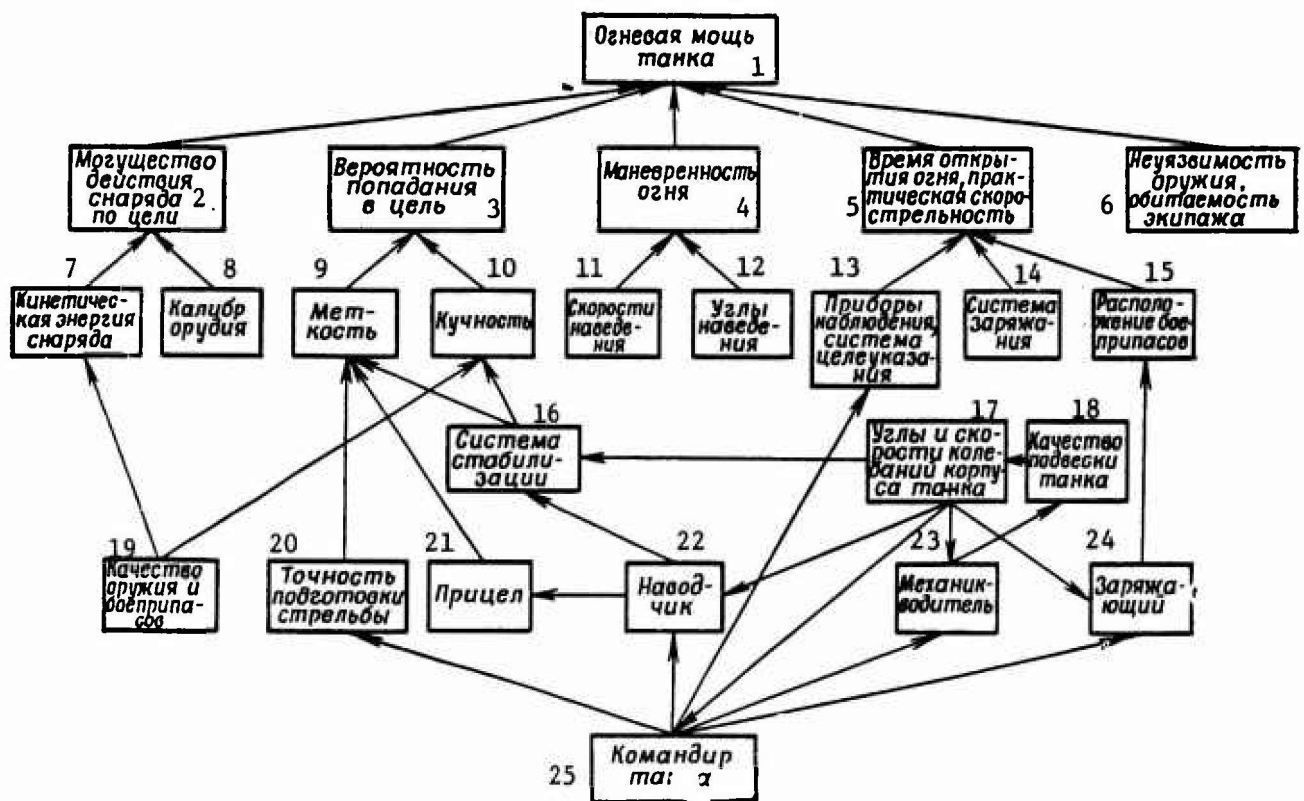 Огневая мощь
танка 1
Могущество
действия
снаряда 2.
по цели
Вероятность
попадания
в цель 3
Маневренность
огня
4
Время откры-
тия огня, прак-
тическая скоро-
5 стрельность
Неуязвимость
оружия,
6 обитаемость
экипажа
7
Кинетичес-
кая энергия
снаряда
8
Калибр
орудия
9
Мет-
кость
10
Кучность
11
Скорости
наведе-
ния
12
Углы
наведе-
ния
13
Приборы
наблюдения,
система
целеуказа-
ния
14
Система
заряжа-
ния
15
Располо-
жение бое-
припасов
16
Система
стабили-
зации
17
Углы и ско-
рости коле-
баний корпу-
са танка
18
Качество
подвески
танка
19
Качество
оружия и
боеприпа-
сов
20
Точность
подготовки
стрельбы
21
Прицел
22
Навод-
чик
23
Механик-
водитель
24
Заряжа-
ющий
25
Командир